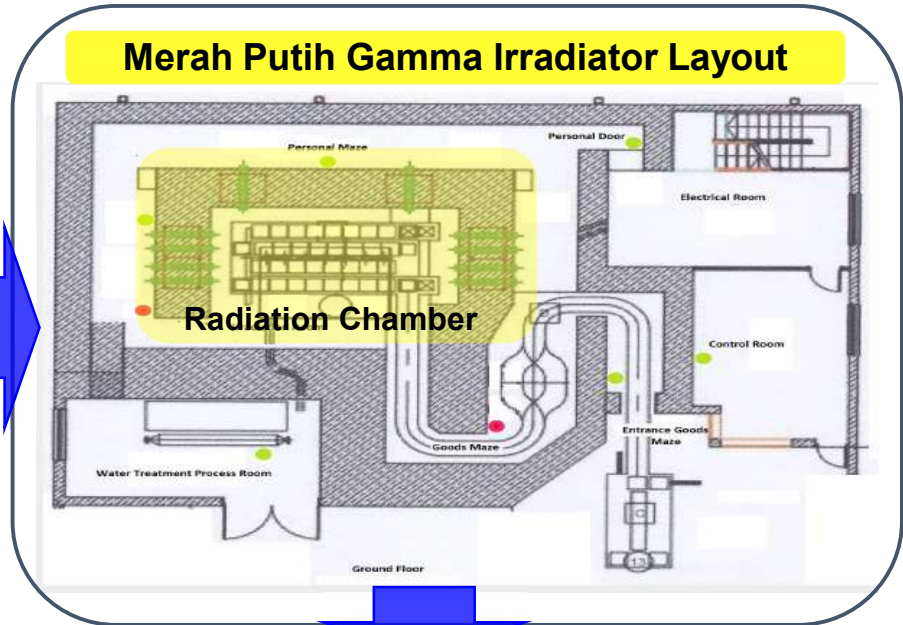 Merah Putih Gamma Irradiator Layout
Personal Door
Personal Maze
Electrical Room
Radiation Chamber
Control Room
Entrance Goods
Maze
Goods Maze
Water Treatment Process Room
13
Ground Floor